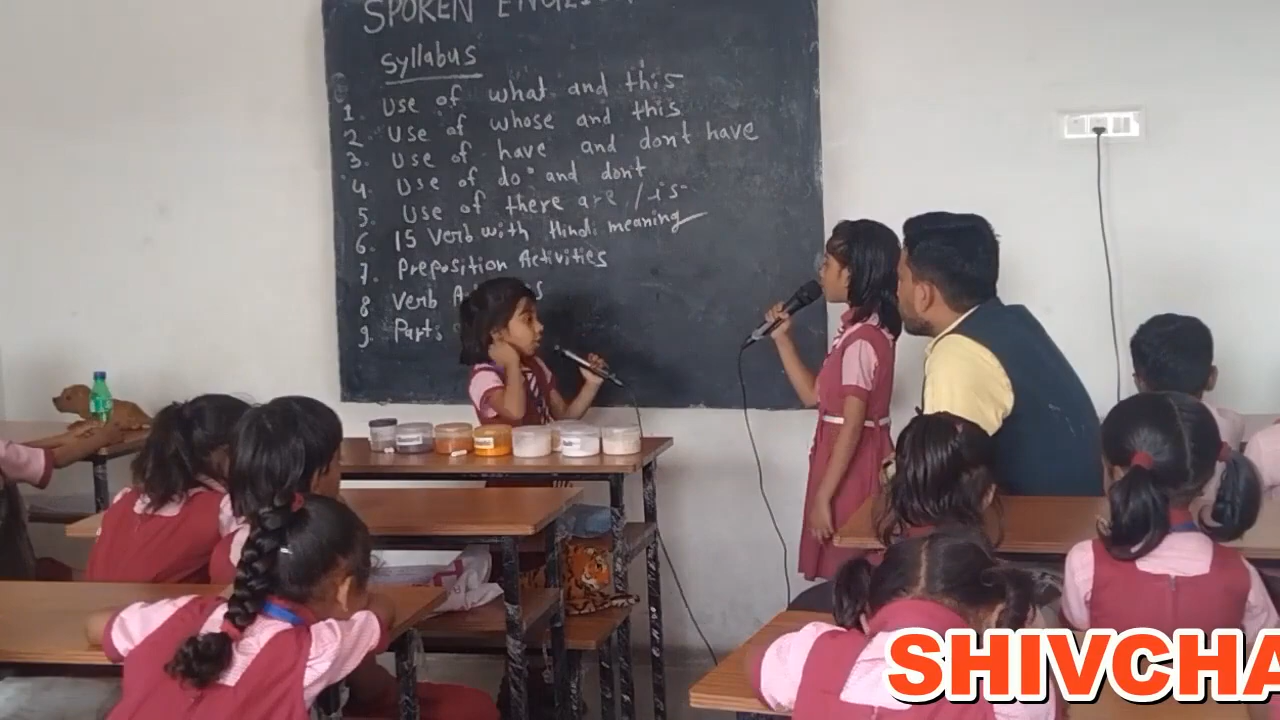 SPOKEN
Syllabus
1. Use of what and this
2. Use of whose and this
3. Use of have and don't have
4. Use of do and don't
5. Use of there are / is
6. 15 Verb with Hindi meaning
7. Preposition Activities
8 Verb
9.
SHIVCHA